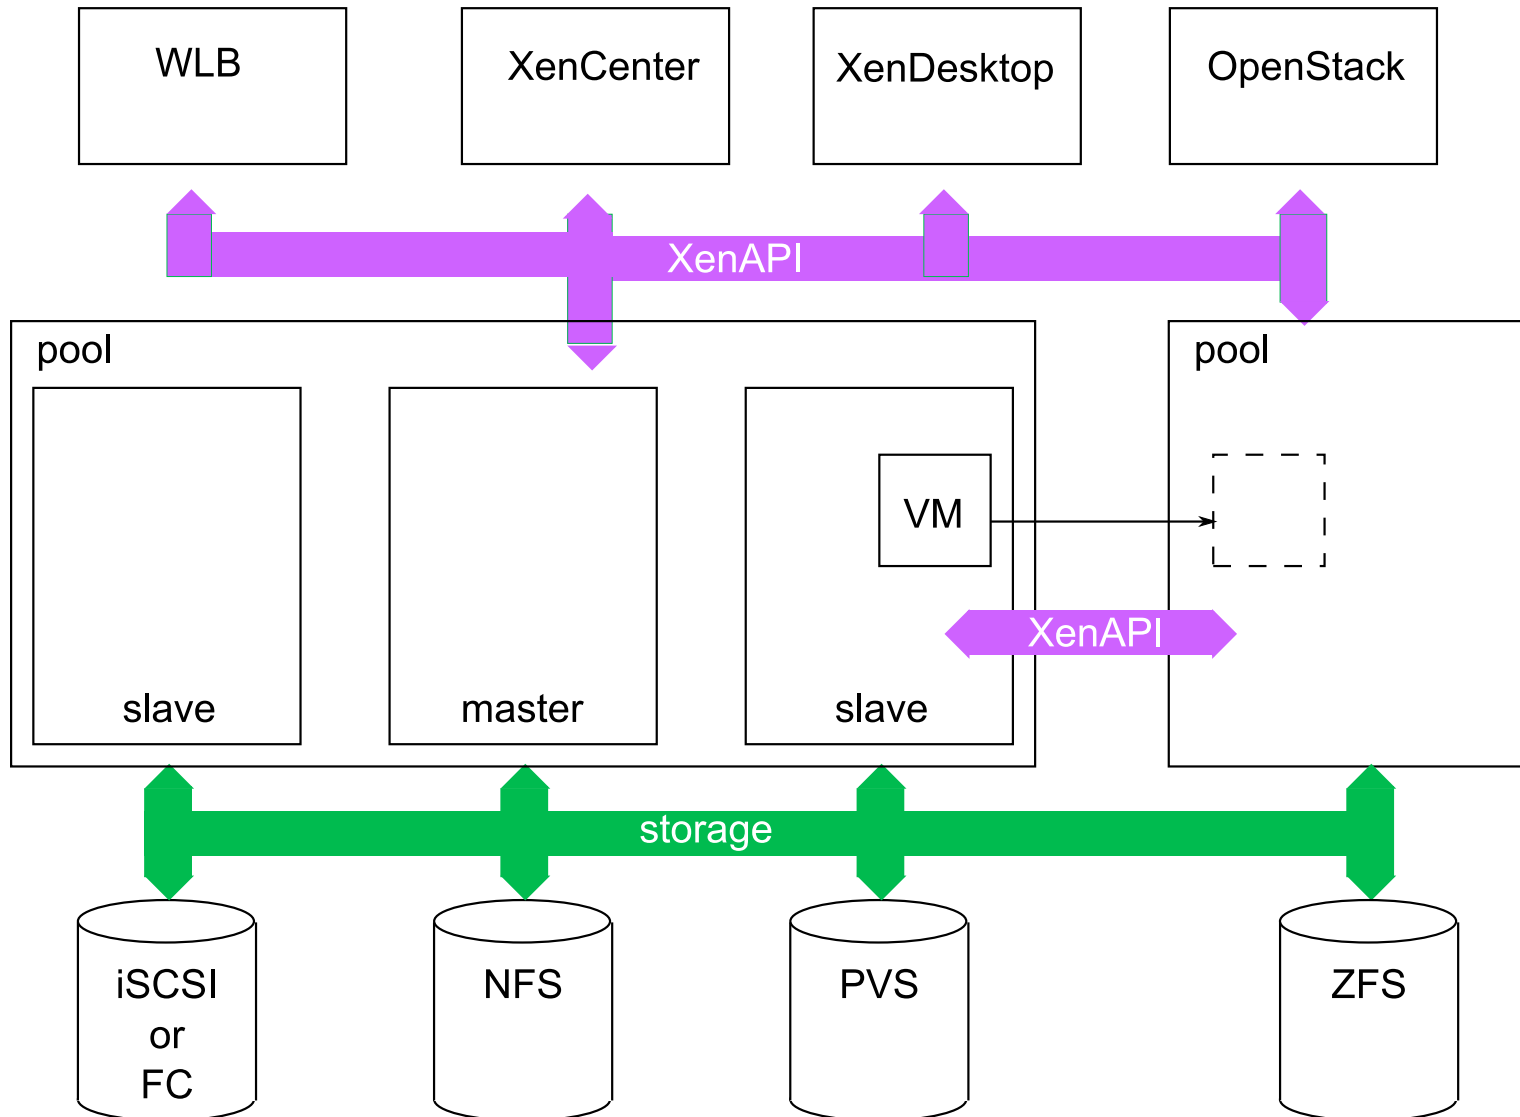 WLB
XenCenter
XenDesktop
OpenStack
XenAPI
pool
pool
VM
XenAPI
slave
master
slave
storage
iSCSI
or
FC
NFS
PVS
ZFS